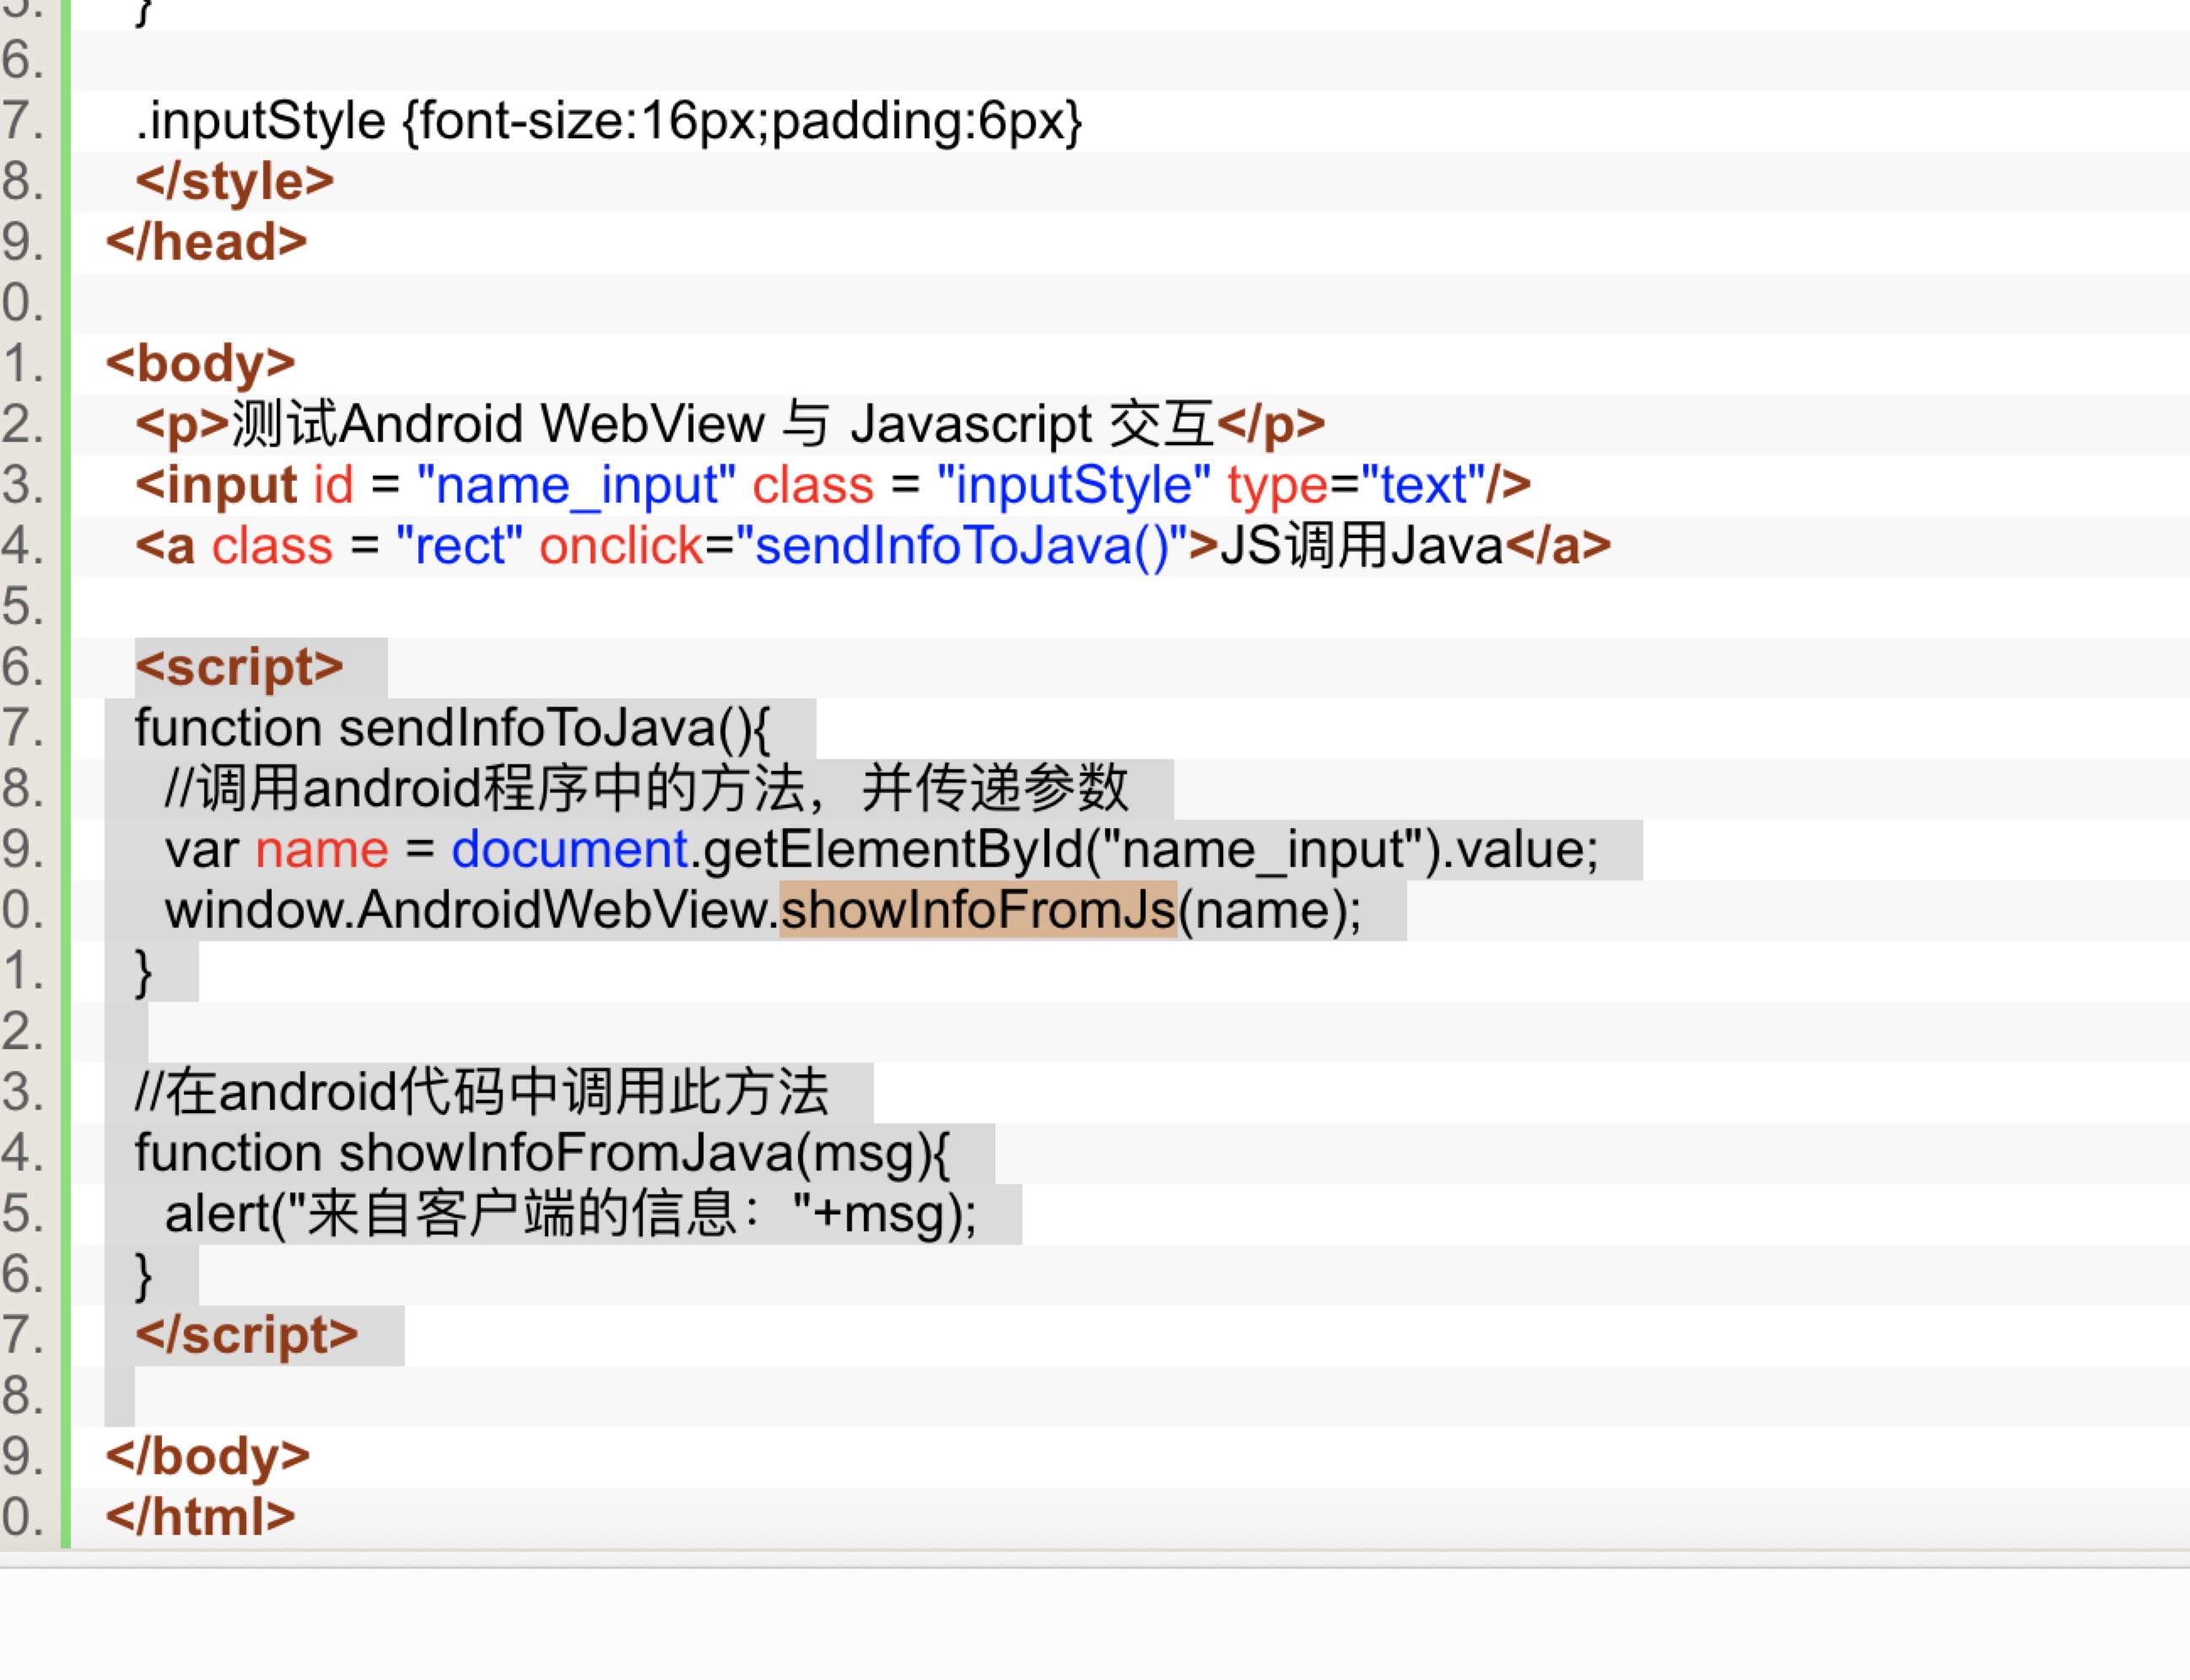 5. }
6.
7. .inputStyle {font-size:16px;padding:6px}
8. </style>
9. </head>
0.
1. <body>
2. <p>测试Android WebView 与 Javascript 交互</p>
3. <input id = "name_input" class = "inputStyle" type="text"/>
4. <a class = "rect" onclick="sendInfoToJava()">JS调用Java</a>
5.
6. <script>
7. function sendInfoToJava(){
8. //调用android程序中的方法，并传递参数
9. var name = document.getElementById("name_input").value;
0. window.AndroidWebView.showInfoFromJs(name);
1. }
2.
3. //在android代码中调用此方法
4. function showInfoFromJava(msg){
5. alert("来自客户端的信息："+msg);
6. }
7. </script>
8.
9. </body>
0. </html>